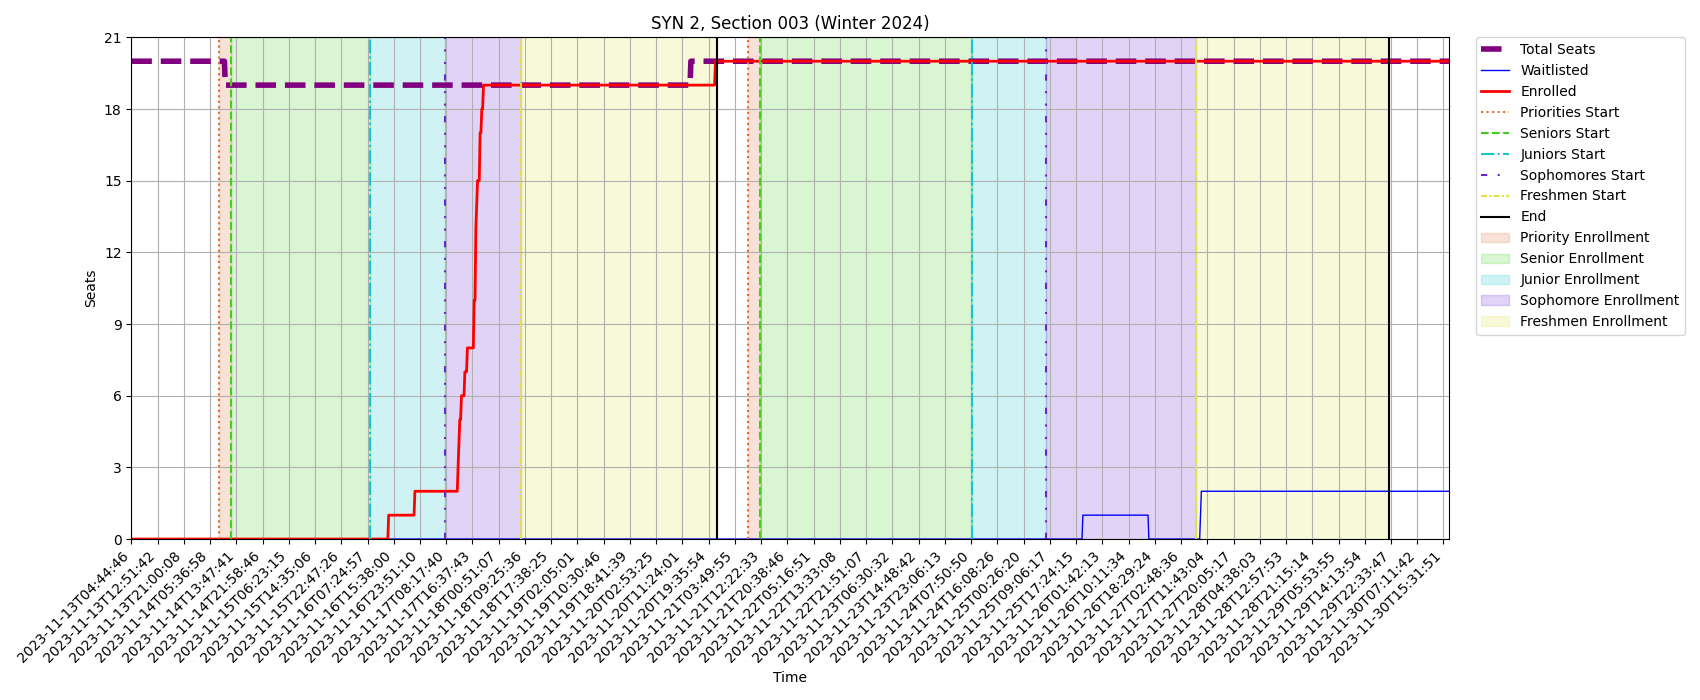 SYN 2, Section 003 (Winter 2024)
21
18
15
12
9
6
3
0
Seats
2023-11-13T04:44:46
2023-11-13T12:51:42
2023-11-13T21:00:08
2023-11-14T05:36:58
2023-11-14T13:47:41
2023-11-14T21:58:46
2023-11-15T06:23:15
2023-11-15T14:35:06
2023-11-15T22:47:26
2023-11-16T07:24:57
2023-11-16T15:38:00
2023-11-16T23:51:10
2023-11-17T08:17:40
2023-11-17T16:37:43
2023-11-18T00:51:07
2023-11-18T09:25:36
2023-11-18T17:38:25
2023-11-19T02:05:01
2023-11-19T10:30:46
2023-11-19T18:41:39
2023-11-20T02:53:25
2023-11-20T11:24:01
2023-11-20T19:35:54
2023-11-21T03:49:55
2023-11-21T12:22:33
2023-11-21T20:38:46
2023-11-22T05:16:51
2023-11-22T13:33:08
2023-11-22T21:51:07
2023-11-23T06:30:32
2023-11-23T14:48:42
2023-11-23T23:06:13
2023-11-24T07:50:50
2023-11-24T16:08:26
2023-11-25T00:26:20
2023-11-25T09:06:17
2023-11-25T17:24:15
2023-11-26T01:42:13
2023-11-26T10:11:34
2023-11-26T18:29:24
2023-11-27T02:48:36
2023-11-27T11:43:04
2023-11-27T20:05:17
2023-11-28T04:38:03
2023-11-28T12:57:53
2023-11-28T21:15:14
2023-11-29T05:53:55
2023-11-29T14:13:54
2023-11-29T22:33:47
2023-11-30T07:11:42
2023-11-30T15:31:51
Time
Total Seats
Waitlisted
Enrolled
Priorities Start
Seniors Start
Juniors Start
Sophomores Start
Freshmen Start
End
Priority Enrollment
Senior Enrollment
Junior Enrollment
Sophomore Enrollment
Freshmen Enrollment